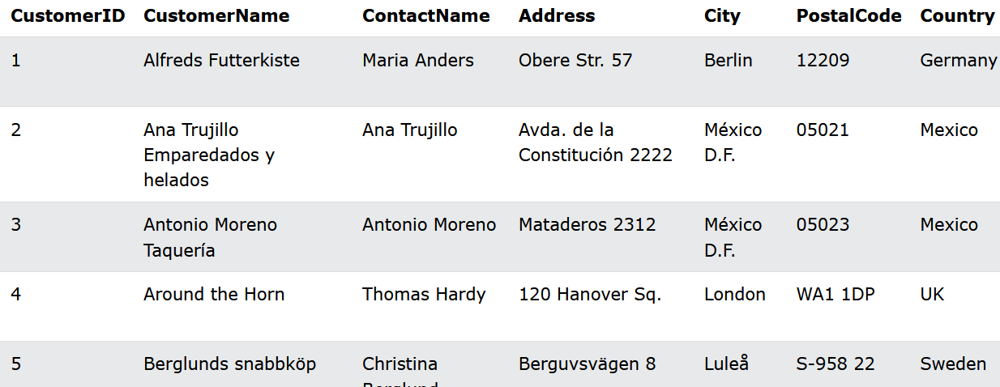 CustomerID CustomerName ContactName Address City PostalCode Country
1 Alfreds Futterkiste Maria Anders Obere Str. 57 Berlin 12209 Germany
2 Ana Trujillo Ana Trujillo Avda. de la México 05021 Mexico
Emparedados y Constitución 2222 D.F.
helados
3 Antonio Moreno Antonio Moreno Mataderos 2312 México 05023 Mexico
Taquería D.F.
4 Around the Horn Thomas Hardy 120 Hanover Sq. London WA1 1DP UK
5 Berglunds snabbköp Christina Berguvsvägen 8 Luleå S-958 22 Sweden
Berglund